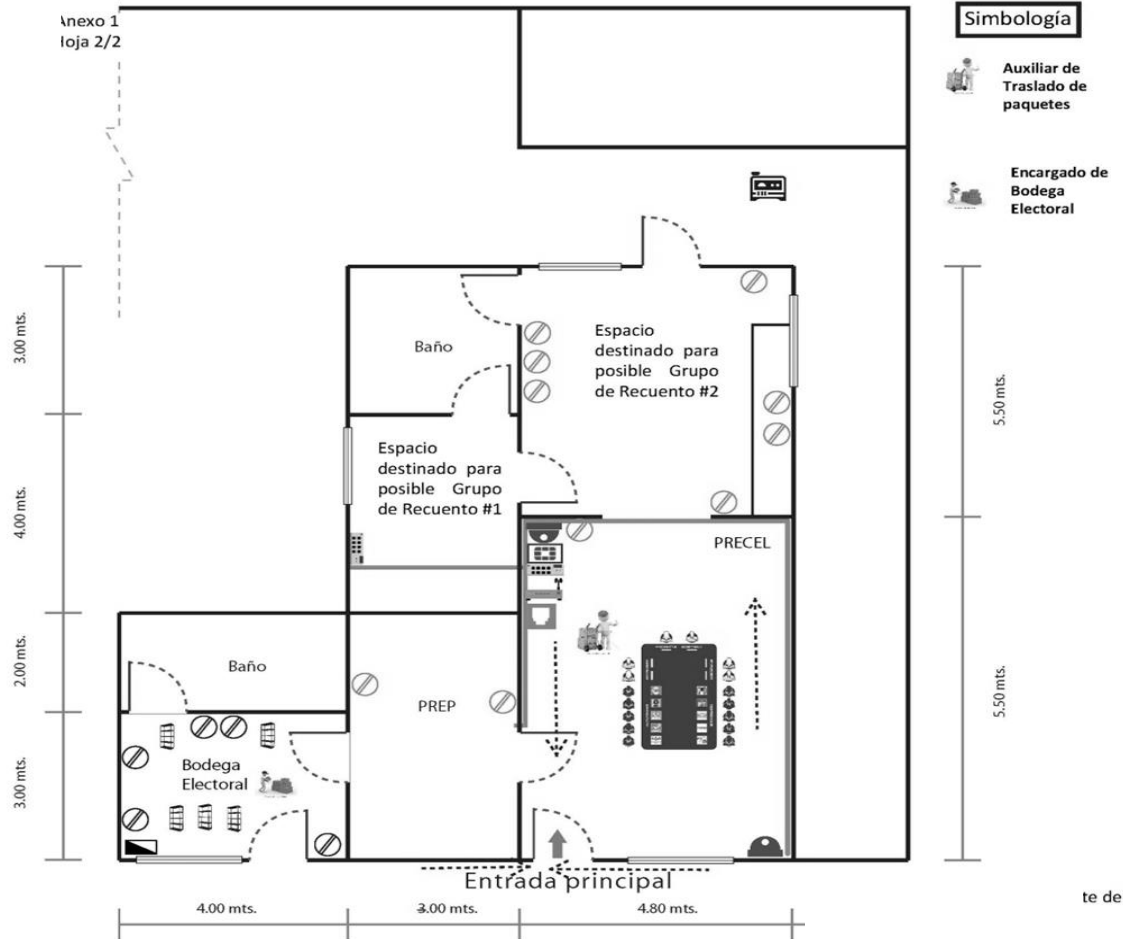 Anexo 1
Hoja 2/2
Simbología
Auxiliar de
Traslado de
paquetes
Encargado de
Bodega
Electoral
3.00 mts.
4.00 mts.
2.00 mts.
3.00 mts.
Baño
Espacio
destinado para
posible Grupo
de Recuento #2
Espacio
destinado para
posible Grupo
de Recuento #1
PRECEL
Baño
PREP
Bodega
Electoral
5.50 mts.
5.50 mts.
Entrada principal
te de
4.00 mts.
3.00 mts.
4.80 mts.